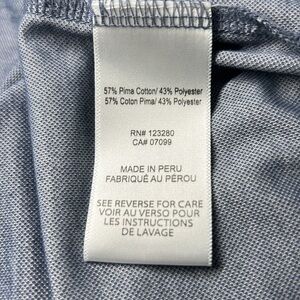 57% Pima Cotton/ 43% Polyester
57% Coton Pima/ 43% Polyester
RN# 123280
CA# 07099
MADE IN PERU
FABRIQUÉ AU PÉROU
SEE REVERSE FOR CARE
VOIR AU VERSO POUR
LES INSTRUCTIONS
DE LAVAGE